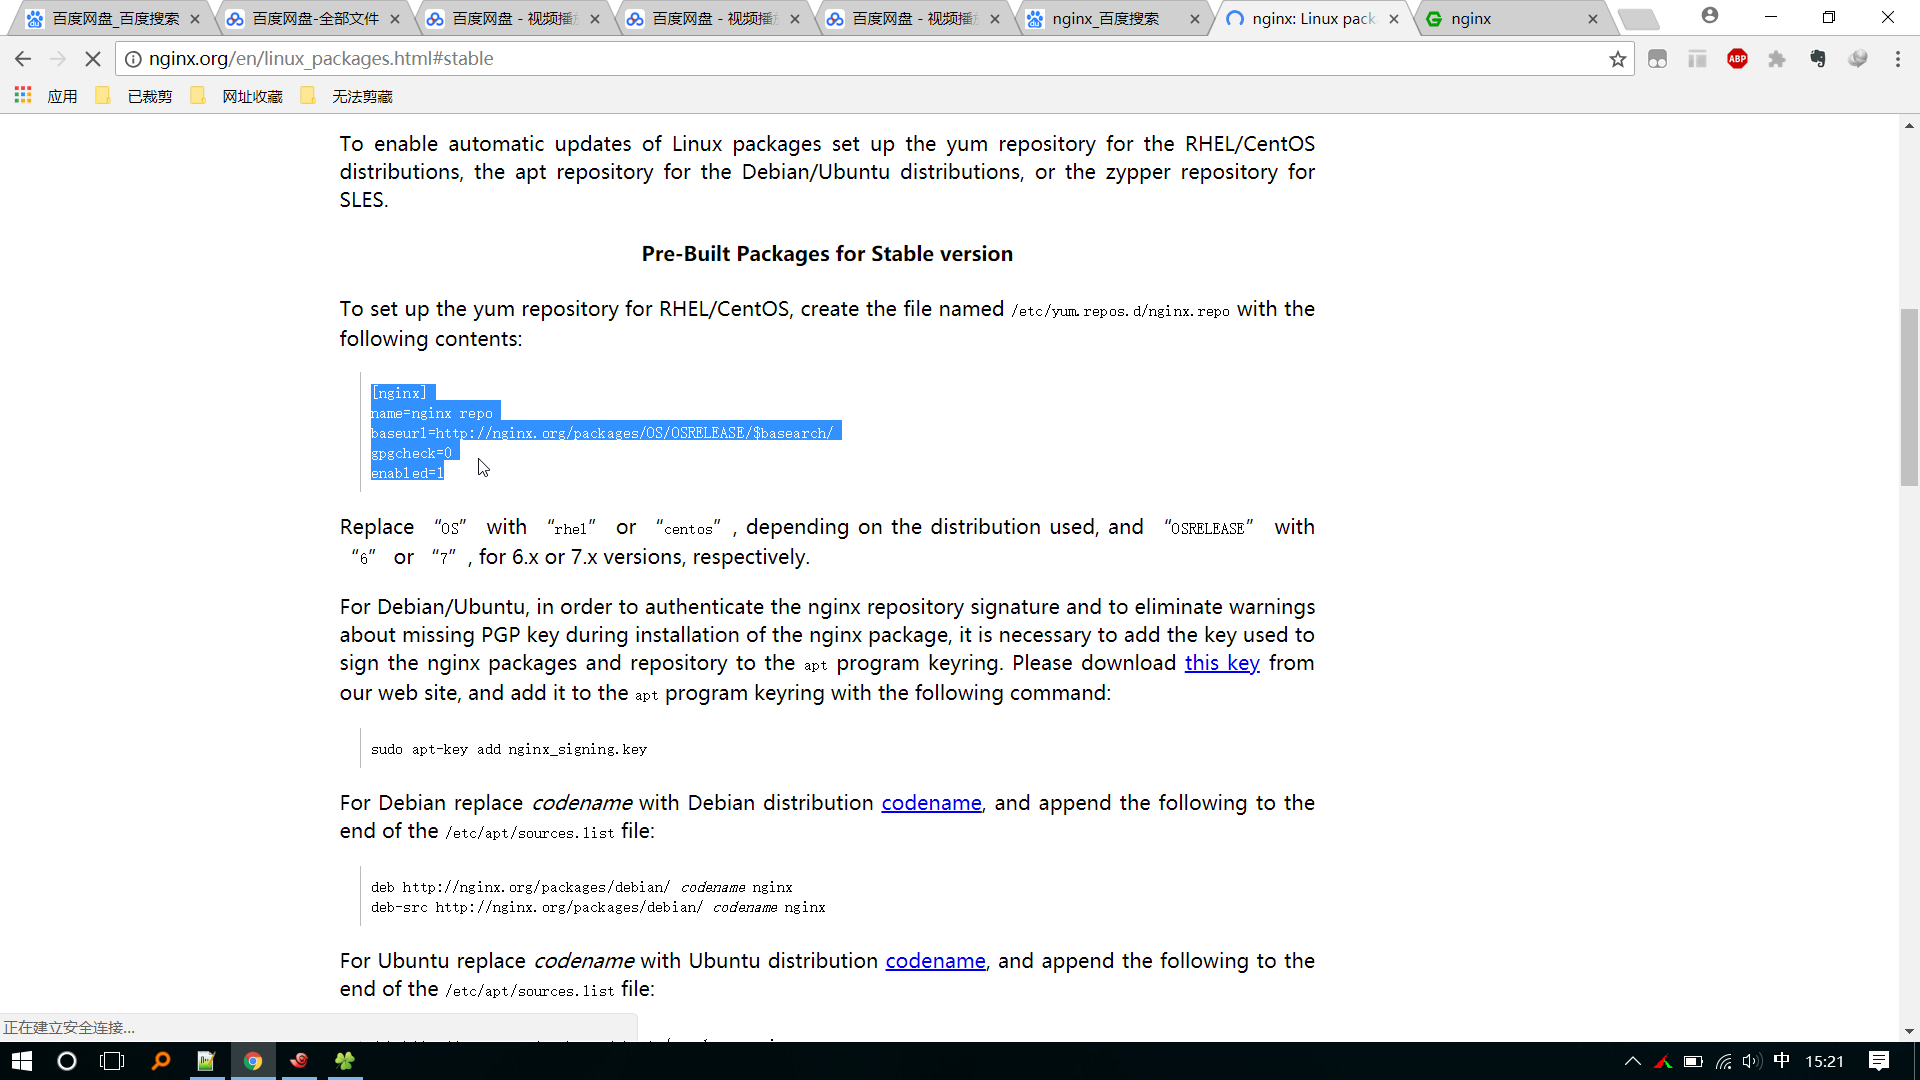 百度网盘_百度搜索
百度网盘-全部文件
百度网盘 - 视频播
百度网盘 - 视频播
百度网盘 - 视频播
nginx_百度搜索
nginx: Linux pack
nginx
nginx.org/en/linux_packages.html#stable
ABP
应用
已裁剪
网址收藏
无法剪藏
To enable automatic updates of Linux packages set up the yum repository for the RHEL/CentOS
distributions, the apt repository for the Debian/Ubuntu distributions, or the zypper repository for
SLES.
Pre-Built Packages for Stable version
To set up the yum repository for RHEL/CentOS, create the file named /etc/yum.repos.d/nginx.repo with the
following contents:
[nginx]
name=nginx repo
baseurl=http://nginx.org/packages/OS/OSRELEASE/$basearch/
gpgcheck=0
enabled=1
Replace “OS” with “rhel” or “centos”, depending on the distribution used, and “OSRELEASE” with
“6” or “7”, for 6.x or 7.x versions, respectively.
For Debian/Ubuntu, in order to authenticate the nginx repository signature and to eliminate warnings
about missing PGP key during installation of the nginx package, it is necessary to add the key used to
sign the nginx packages and repository to the apt program keyring. Please download this key from
our web site, and add it to the apt program keyring with the following command:
sudo apt-key add nginx_signing.key
For Debian replace codename with Debian distribution codename, and append the following to the
end of the /etc/apt/sources.list file:
deb http://nginx.org/packages/debian/ codename nginx
deb-src http://nginx.org/packages/debian/ codename nginx
For Ubuntu replace codename with Ubuntu distribution codename, and append the following to the
end of the /etc/apt/sources.list file:
正在建立安全连接...
中
15:21